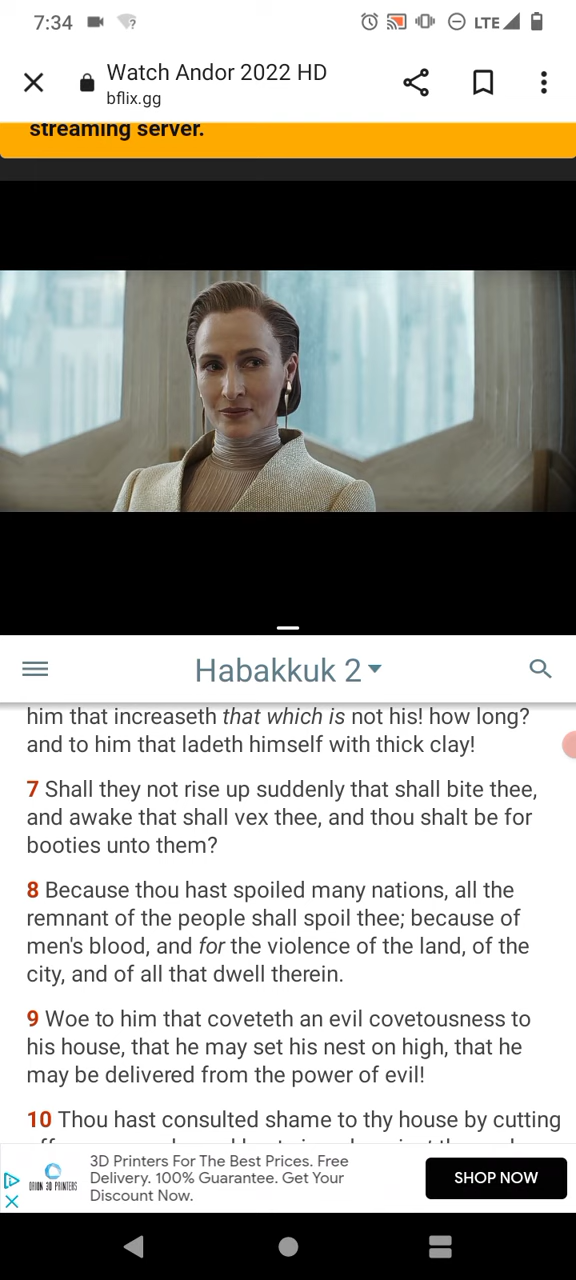 7:34
LTE
Watch Andor 2022 HD
bflix.gg
streaming server.
Habakkuk 2
him that increaseth that which is not his! how long?
and to him that ladeth himself with thick clay!
7 Shall they not rise up suddenly that shall bite thee,
and awake that shall vex thee, and thou shalt be for
booties unto them?
8 Because thou hast spoiled many nations, all the
remnant of the people shall spoil thee; because of
men's blood, and for the violence of the land, of the
city, and of all that dwell therein.
9 Woe to him that coveteth an evil covetousness to
his house, that he may set his nest on high, that he
may be delivered from the power of evil!
10 Thou hast consulted shame to thy house by cutting
ORION 3D PRINTERS
3D Printers For The Best Prices. Free
Delivery. 100% Guarantee. Get Your
Discount Now.
SHOP NOW